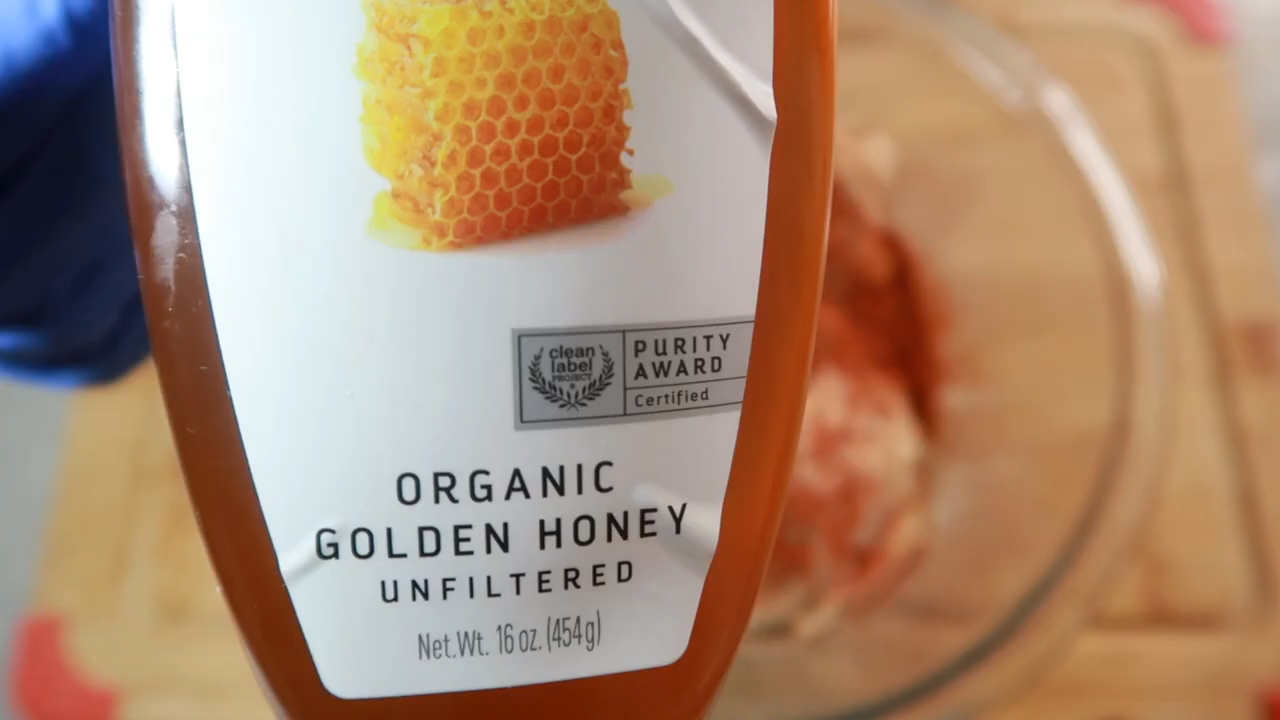 clean
label
PROJECT
PURITY
AWARD
Certified
ORGANIC
GOLDEN HONEY
UNFILTERED
Net.Wt. 16 oz. (454g)